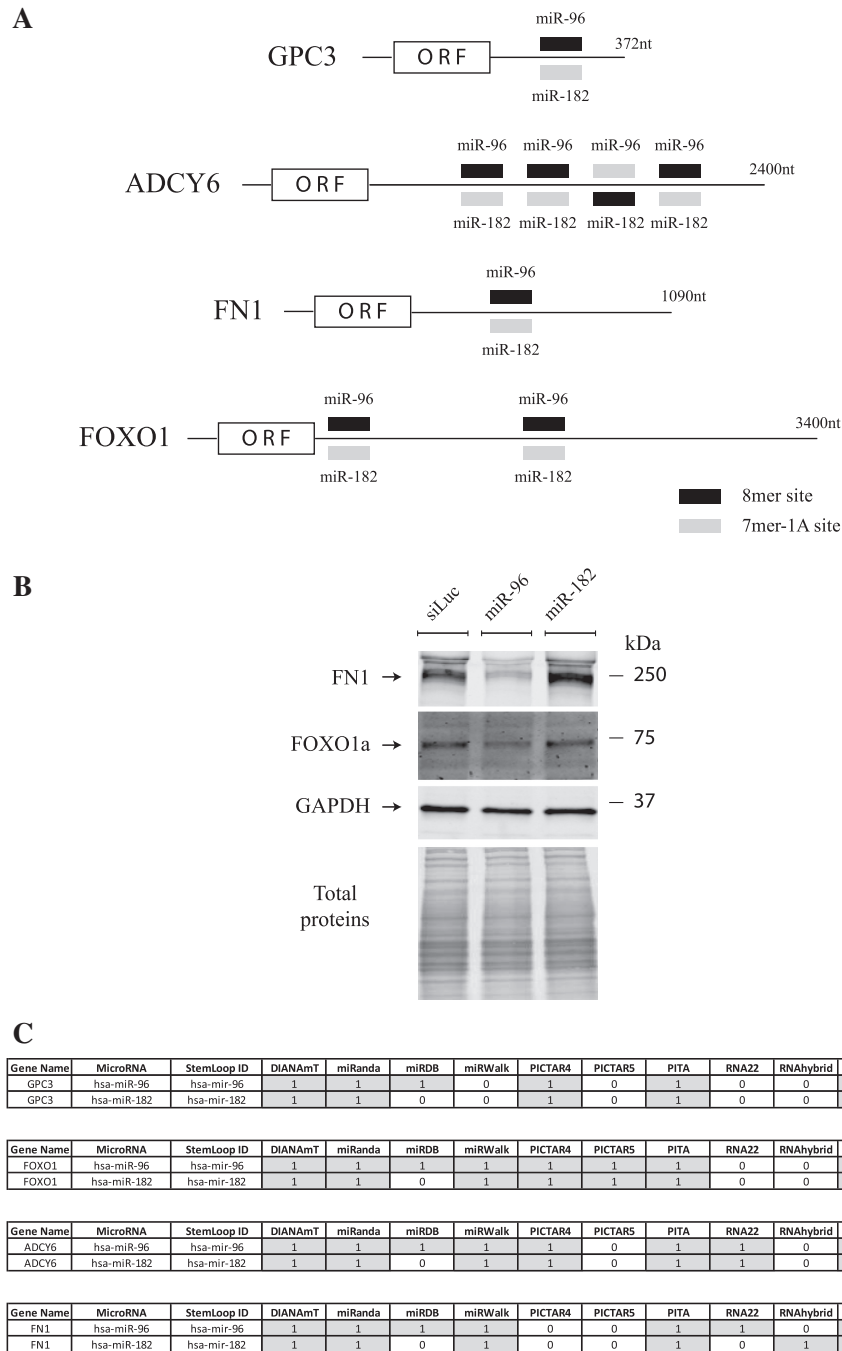 A
miR-96
GPC3
ORF
372nt
miR-182
miR-96 miR-96 miR-96 miR-96
ADCY6
ORF
2400nt
miR-182 miR-182 miR-182 miR-182
miR-96
FN1
ORF
1090nt
miR-182
miR-96 miR-96
FOXO1
ORF
3400nt
miR-182 miR-182
8mer site
7mer-1A site
B
siLuc miR-96 miR-182
kDa
FN1 → — 250
FOXO1a → — 75
GAPDH → — 37
Total
proteins
C
Gene Name MicroRNA StemLoop ID DIANAmT miRanda miRDB miRWalk PICTAR4 PICTAR5 PITA RNA22 RNAhybrid
GPC3 hsa-miR-96 hsa-mir-96 1 1 1 0 1 0 1 0 0
GPC3 hsa-miR-182 hsa-mir-182 1 1 0 0 1 0 1 0 0
Gene Name MicroRNA StemLoop ID DIANAmT miRanda miRDB miRWalk PICTAR4 PICTAR5 PITA RNA22 RNAhybrid
FOXO1 hsa-miR-96 hsa-mir-96 1 1 1 1 1 1 1 0 0
FOXO1 hsa-miR-182 hsa-mir-182 1 1 0 1 1 1 1 0 0
Gene Name MicroRNA StemLoop ID DIANAmT miRanda miRDB miRWalk PICTAR4 PICTAR5 PITA RNA22 RNAhybrid
ADCY6 hsa-miR-96 hsa-mir-96 1 1 1 1 1 0 1 1 0
ADCY6 hsa-miR-182 hsa-mir-182 1 1 0 1 1 0 1 1 0
Gene Name MicroRNA StemLoop ID DIANAmT miRanda miRDB miRWalk PICTAR4 PICTAR5 PITA RNA22 RNAhybrid
FN1 hsa-miR-96 hsa-mir-96 1 1 1 1 0 0 1 1 0
FN1 hsa-miR-182 hsa-mir-182 1 1 0 1 0 0 1 0 1